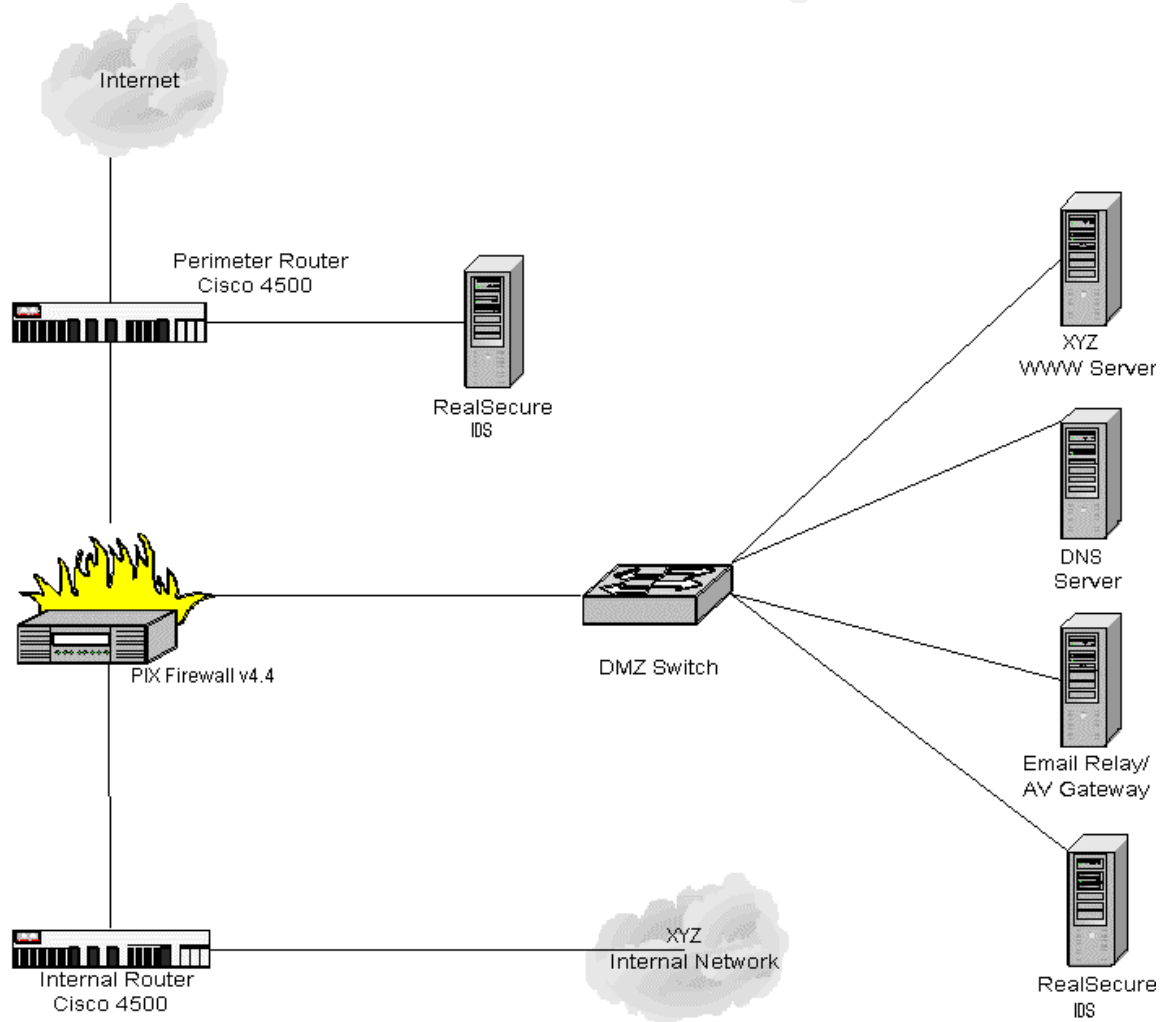 Internet
Perimeter Router
Cisco 4500
RealSecure
IDS
XYZ
WWW Server
DNS
Server
PIX Firewall v4.4
DMZ Switch
Email Relay/
AV Gateway
XYZ
Internal Network
Internal Router
Cisco 4500
RealSecure
IDS